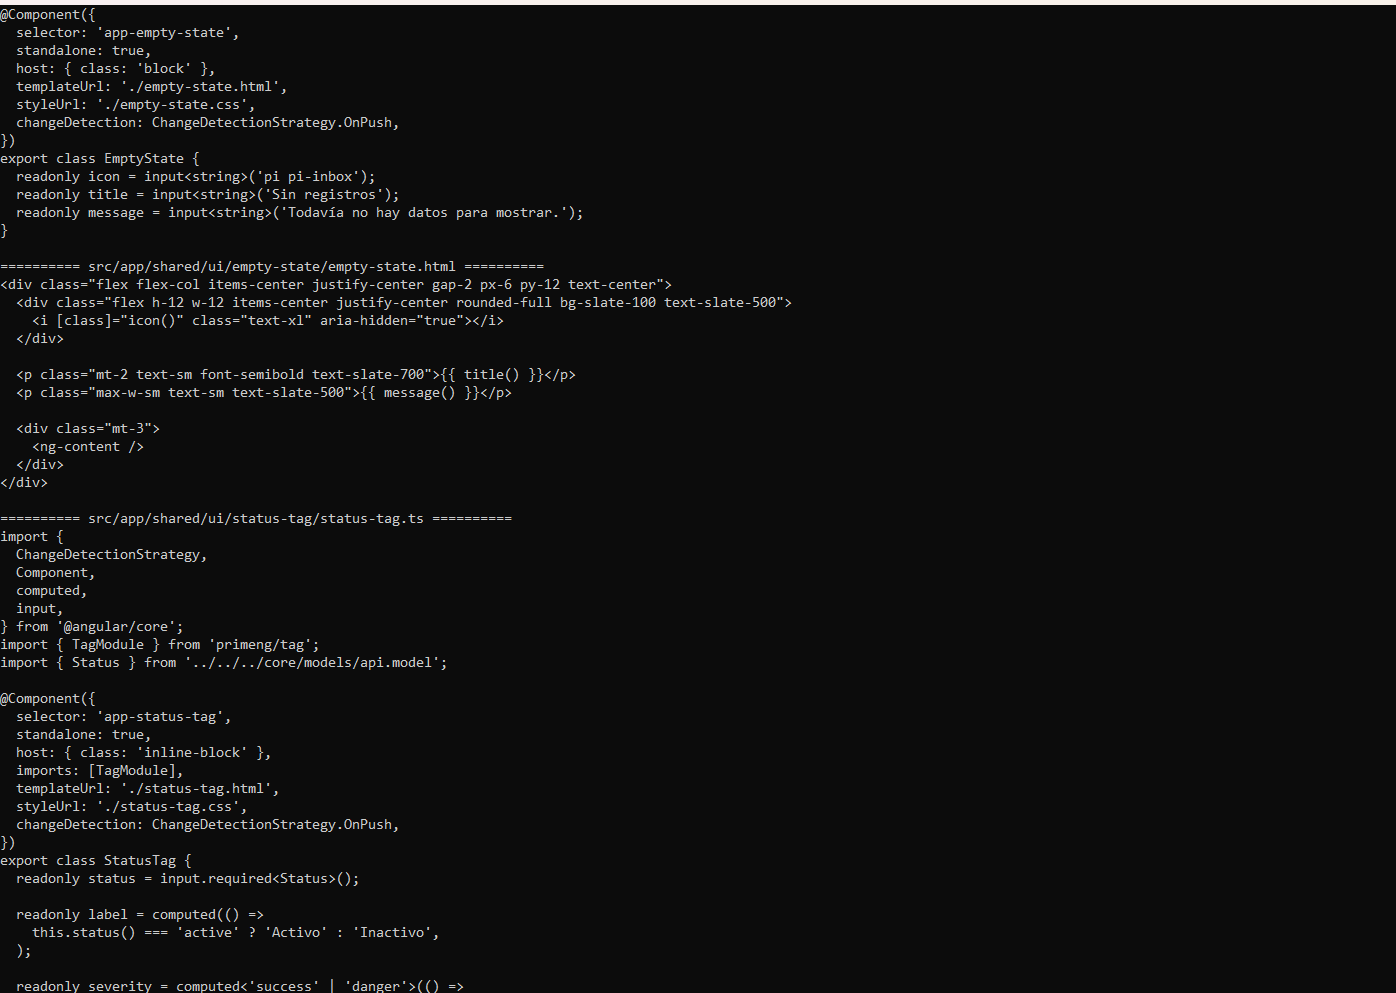 @Component({
  selector: 'app-empty-state',
  standalone: true,
  host: { class: 'block' },
  templateUrl: './empty-state.html',
  styleUrl: './empty-state.css',
  changeDetection: ChangeDetectionStrategy.OnPush,
})
export class EmptyState {
  readonly icon = input<string>('pi pi-inbox');
  readonly title = input<string>('Sin registros');
  readonly message = input<string>('Todavía no hay datos para mostrar.');
}

========== src/app/shared/ui/empty-state/empty-state.html ==========
<div class="flex flex-col items-center justify-center gap-2 px-6 py-12 text-center">
  <div class="flex h-12 w-12 items-center justify-center rounded-full bg-slate-100 text-slate-500">
    <i [class]="icon()" class="text-xl" aria-hidden="true"></i>
  </div>

  <p class="mt-2 text-sm font-semibold text-slate-700">{{ title() }}</p>
  <p class="max-w-sm text-sm text-slate-500">{{ message() }}</p>

  <div class="mt-3">
    <ng-content />
  </div>
</div>

========== src/app/shared/ui/status-tag/status-tag.ts ==========
import {
  ChangeDetectionStrategy,
  Component,
  computed,
  input,
} from '@angular/core';
import { TagModule } from 'primeng/tag';
import { Status } from '../../../core/models/api.model';

@Component({
  selector: 'app-status-tag',
  standalone: true,
  host: { class: 'inline-block' },
  imports: [TagModule],
  templateUrl: './status-tag.html',
  styleUrl: './status-tag.css',
  changeDetection: ChangeDetectionStrategy.OnPush,
})
export class StatusTag {
  readonly status = input.required<Status>();

  readonly label = computed(() =>
    this.status() === 'active' ? 'Activo' : 'Inactivo',
  );

  readonly severity = computed<'success' | 'danger'>(() =>